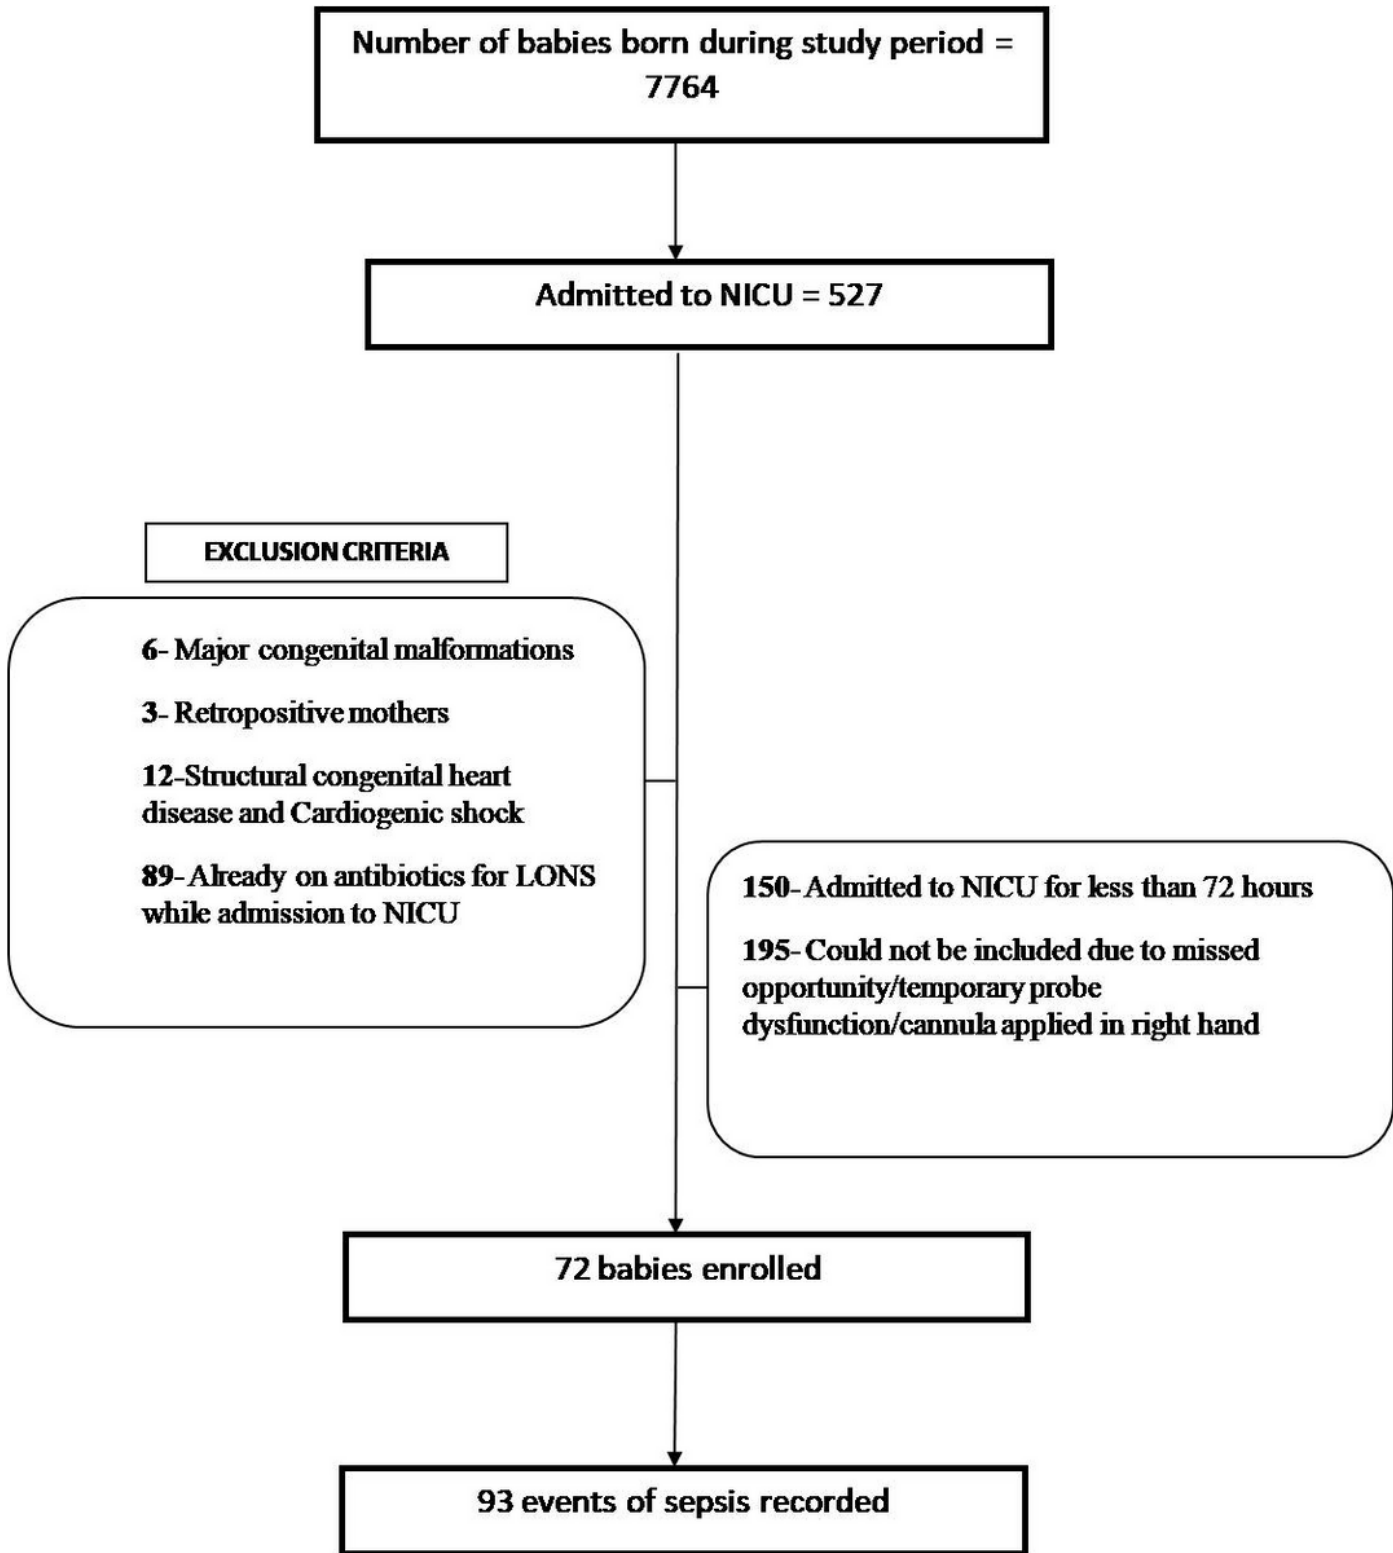 Number of babies born during study period =
7764
Admitted to NICU = 527
EXCLUSION CRITERIA
6- Major congenital malformations
3- Retropositive mothers
12-Structural congenital heart
disease and Cardiogenic shock
89-Already on antibiotics for LONS
while admission to NICU
150-Admitted to NICU for less than 72 hours
195-Could not be included due to missed
opportunity/temporary probe
dysfunction/cannula applied in right hand
72 babies enrolled
93 events of sepsis recorded